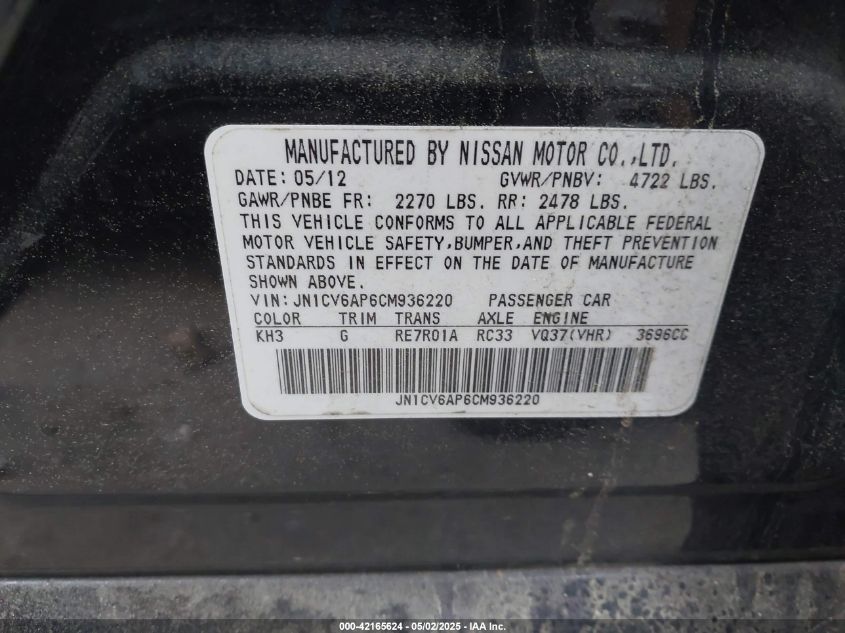 MANUFACTURED BY NISSAN MOTOR CO.,LTD.
DATE: 05/12 GVWR/PNBV: 4722 LBS.
GAWR/PNBE FR: 2270 LBS. RR: 2478 LBS.
THIS VEHICLE CONFORMS TO ALL APPLICABLE FEDERAL
MOTOR VEHICLE SAFETY,BUMPER,AND THEFT PREVENTION
STANDARDS IN EFFECT ON THE DATE OF MANUFACTURE
SHOWN ABOVE.
VIN: JN1CV6AP6CM936220 PASSENGER CAR
COLOR TRIM TRANS AXLE ENGINE
KH3 G RE7R01A RC33 VQ37(VHR) 3696CC
JN1CV6AP6CM936220
000-42165624 - 05/02/2025 - IAA Inc.